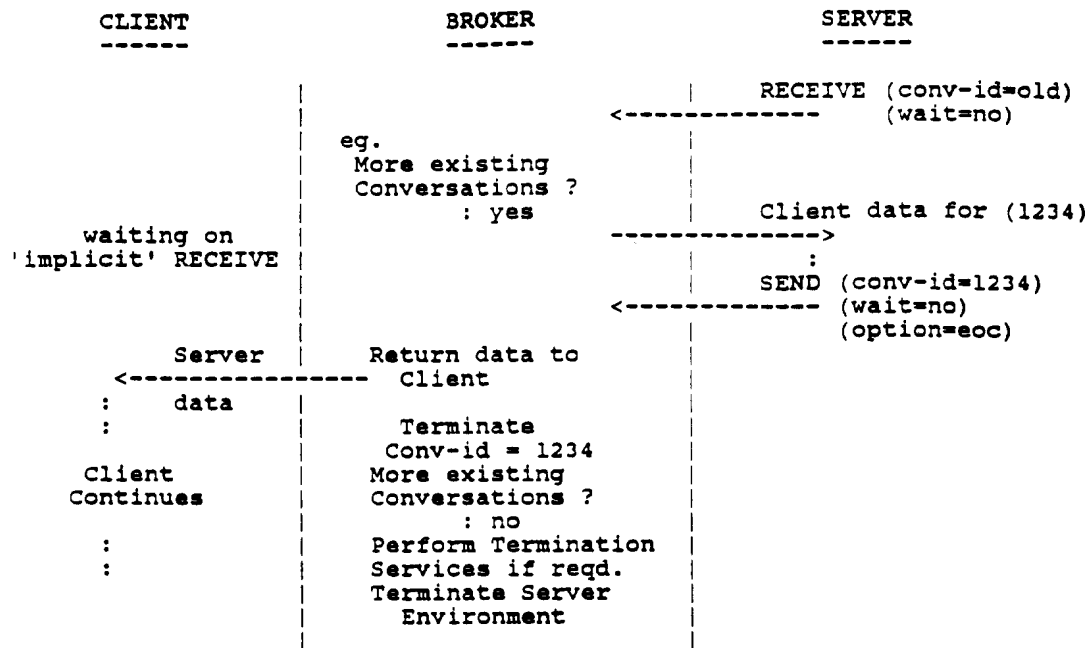 CLIENT BROKER SERVER
------ ------ ------
RECEIVE (conv-id=old)
<------------- (wait=no)
eg.
More existing
Conversations ?
: yes Client data for (1234)
waiting on -------------->
'implicit' RECEIVE :
SEND (conv-id=1234)
<------------- (wait=no)
(option=eoc)
Server Return data to
<---------------- Client
: data
: Terminate
Conv-id = 1234
Client More existing
Continues Conversations ?
: no
: Perform Termination
: Services if reqd.
Terminate Server
Environment